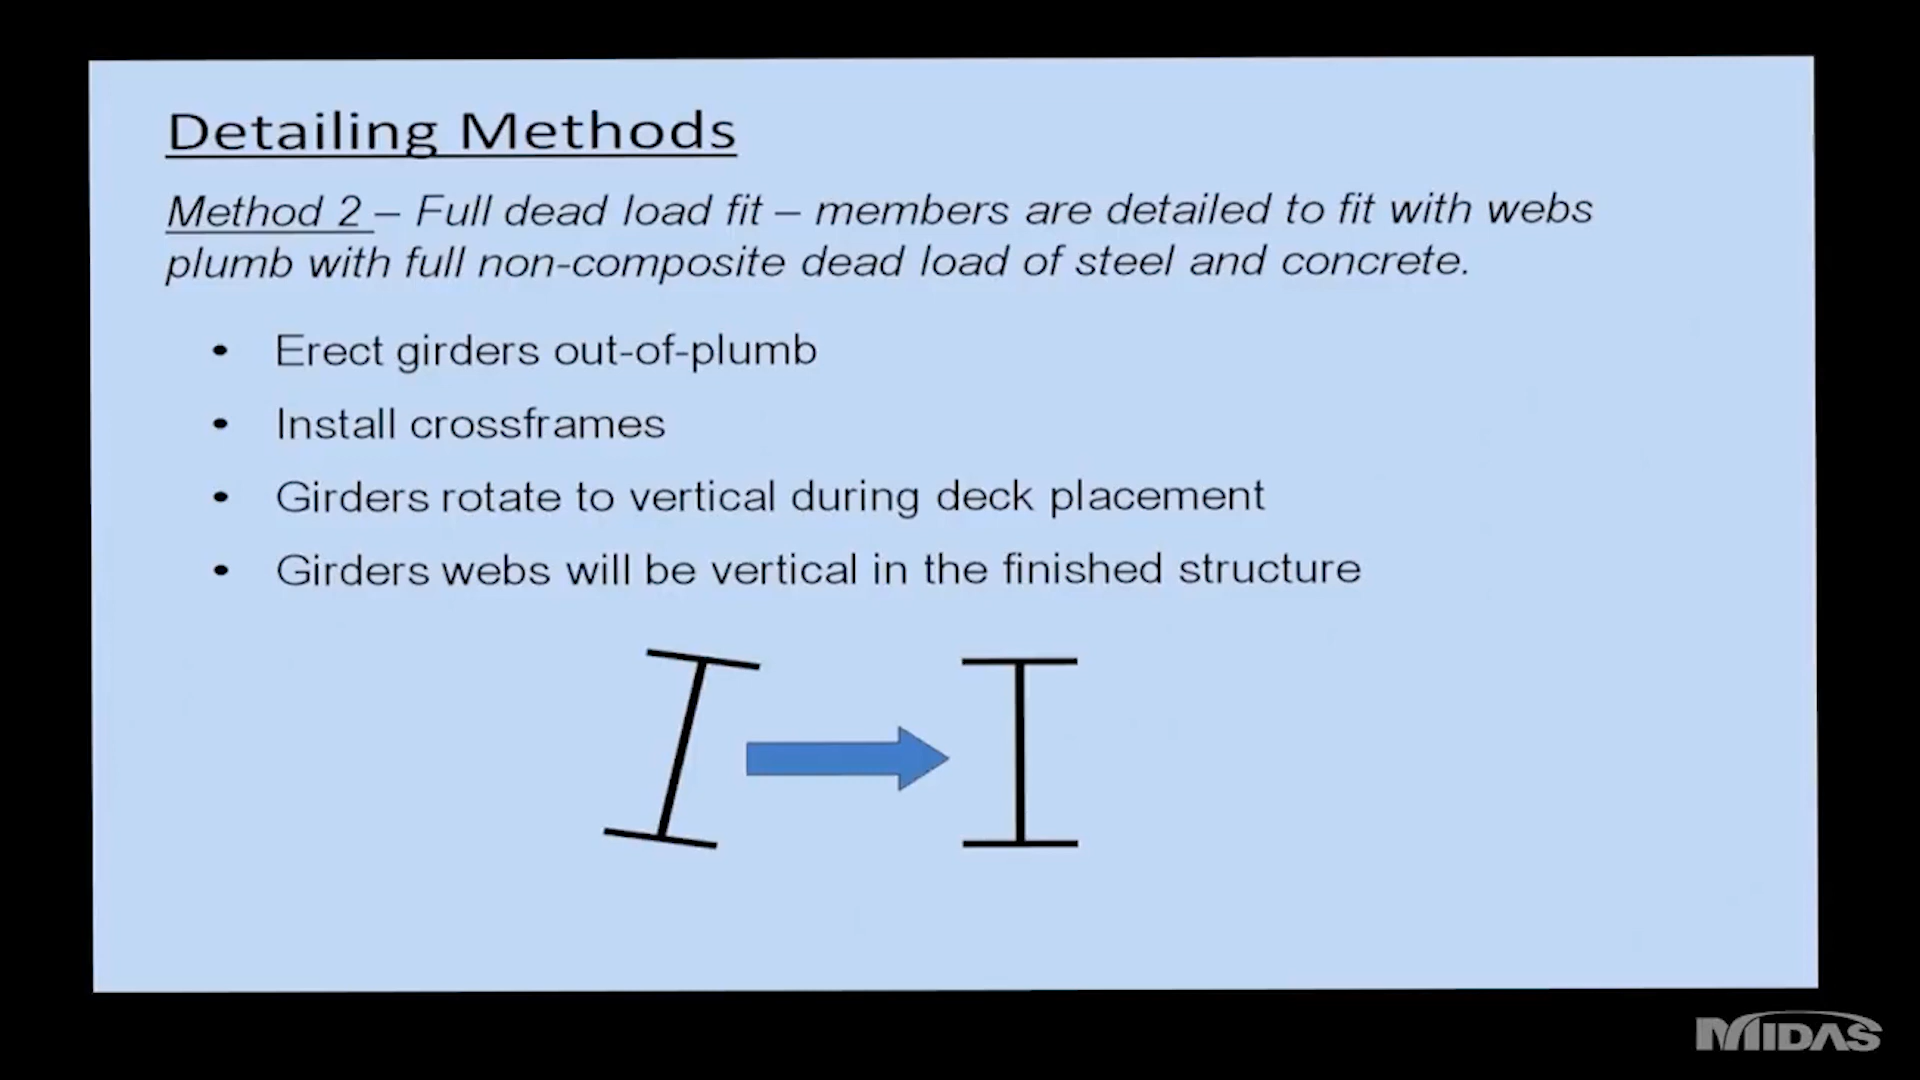 Detailing Methods
Method 2 – Full dead load fit – members are detailed to fit with webs
plumb with full non-composite dead load of steel and concrete.
• Erect girders out-of-plumb
• Install crossframes
• Girders rotate to vertical during deck placement
• Girders webs will be vertical in the finished structure
MIDAS